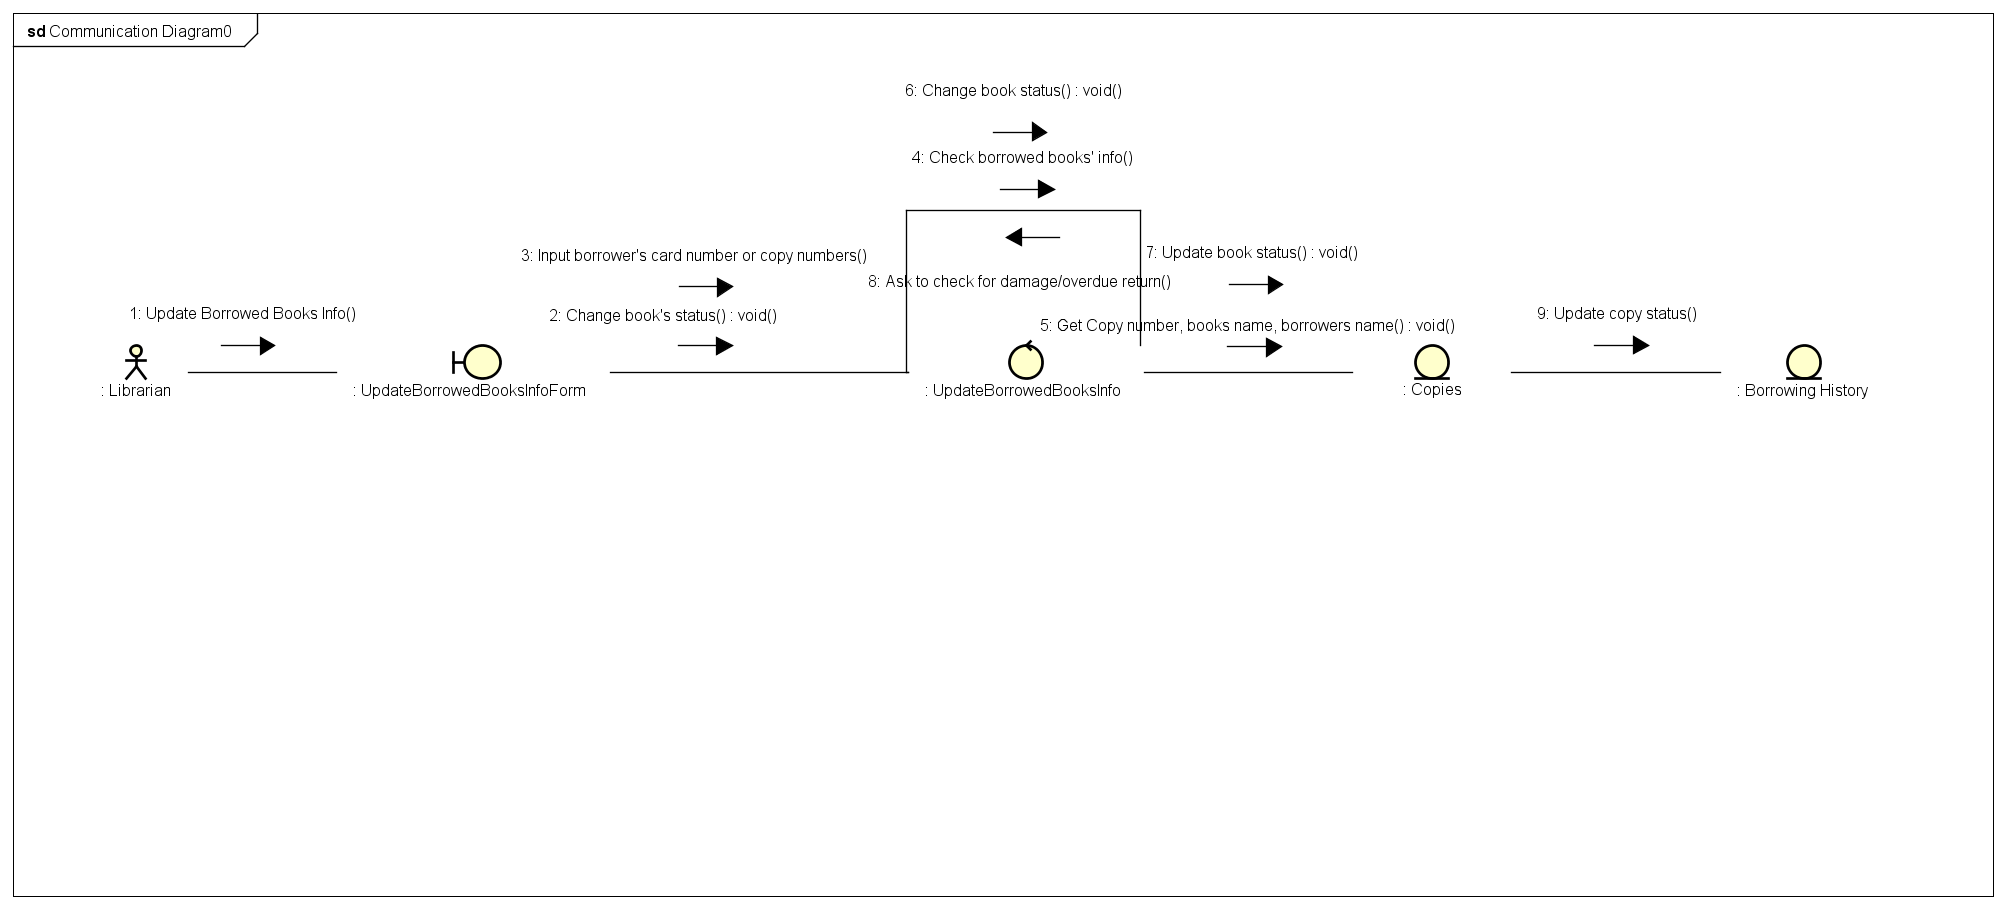 sd Communication Diagram0
6: Change book status() : void()
4: Check borrowed books' info()
3: Input borrower's card number or copy numbers()
7: Update book status() : void()
8: Ask to check for damage/overdue return()
1: Update Borrowed Books Info()
2: Change book's status() : void()
5: Get Copy number, books name, borrowers name() : void()
9: Update copy status()
: Librarian
: UpdateBorrowedBooksInfoForm
: UpdateBorrowedBooksInfo
: Copies
: Borrowing History